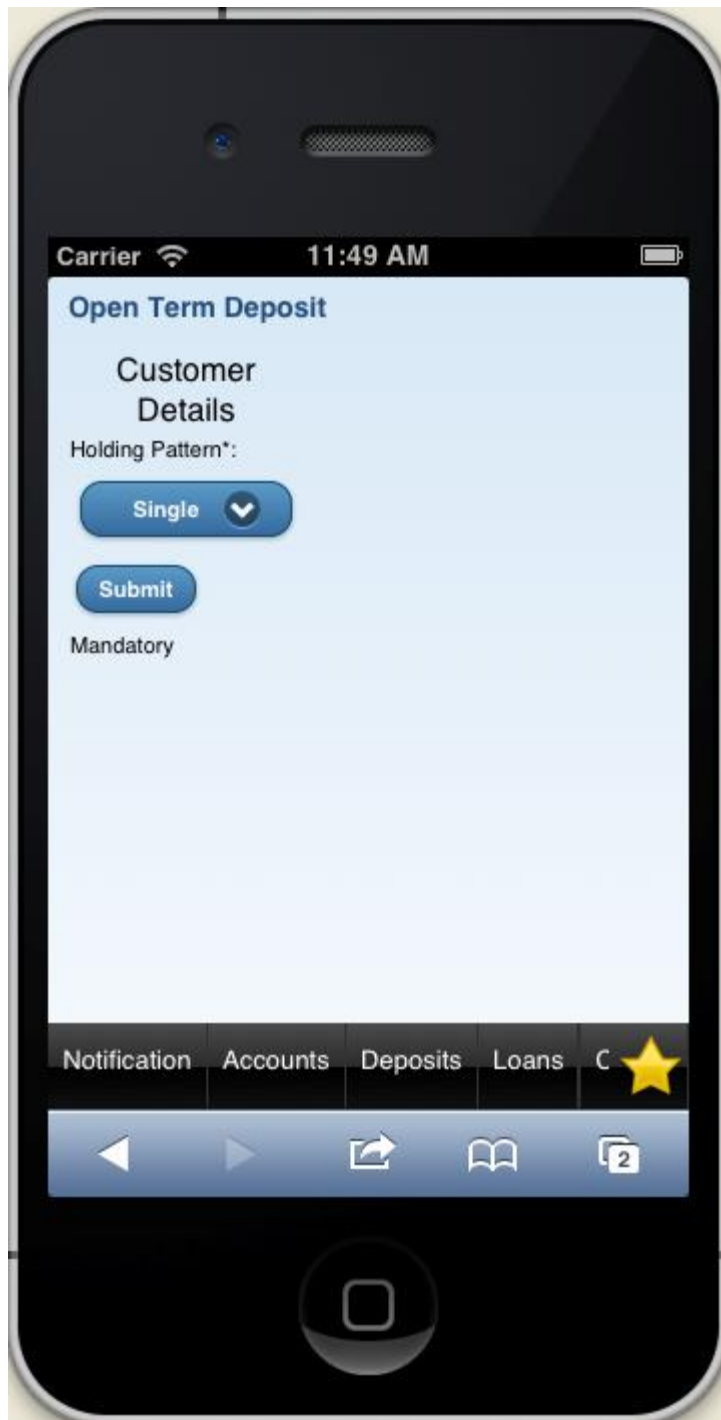 Carrier 11:49 AM
Open Term Deposit
Customer
Details
Holding Pattern*:
Single
Submit
Mandatory
Notification Accounts Deposits Loans C
2